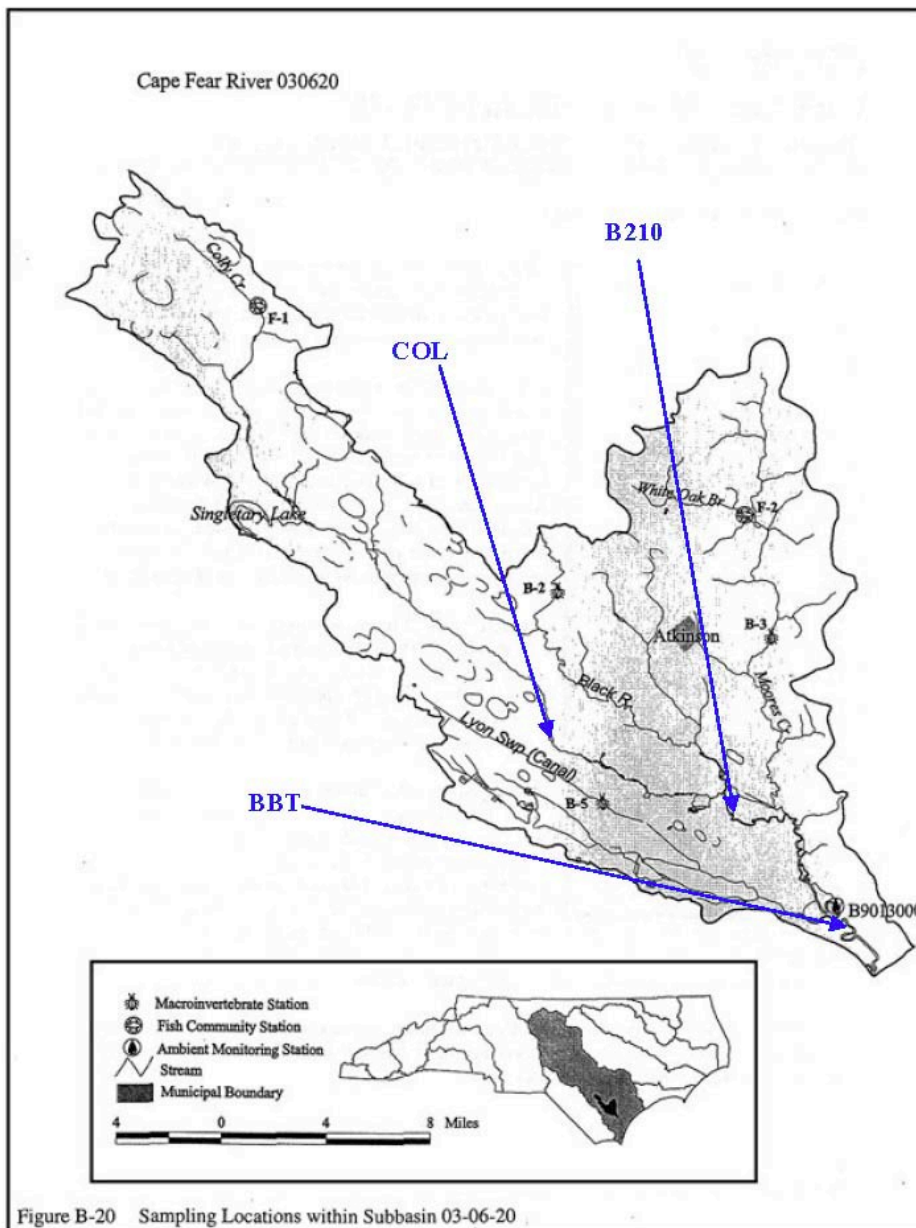 Cape Fear River 030620
B210
Colly Cr.
F-1
COL
White Oak Br
F-2
Singletary Lake
B-2
B-3
Atkinson
Black R.
Moores Cr.
Lyon Swp (Canal)
BBT
B-5
B9013000
Macroinvertebrate Station
Fish Community Station
Ambient Monitoring Station
Stream
Municipal Boundary
4 0 4 8 Miles
Figure B-20 Sampling Locations within Subbasin 03-06-20